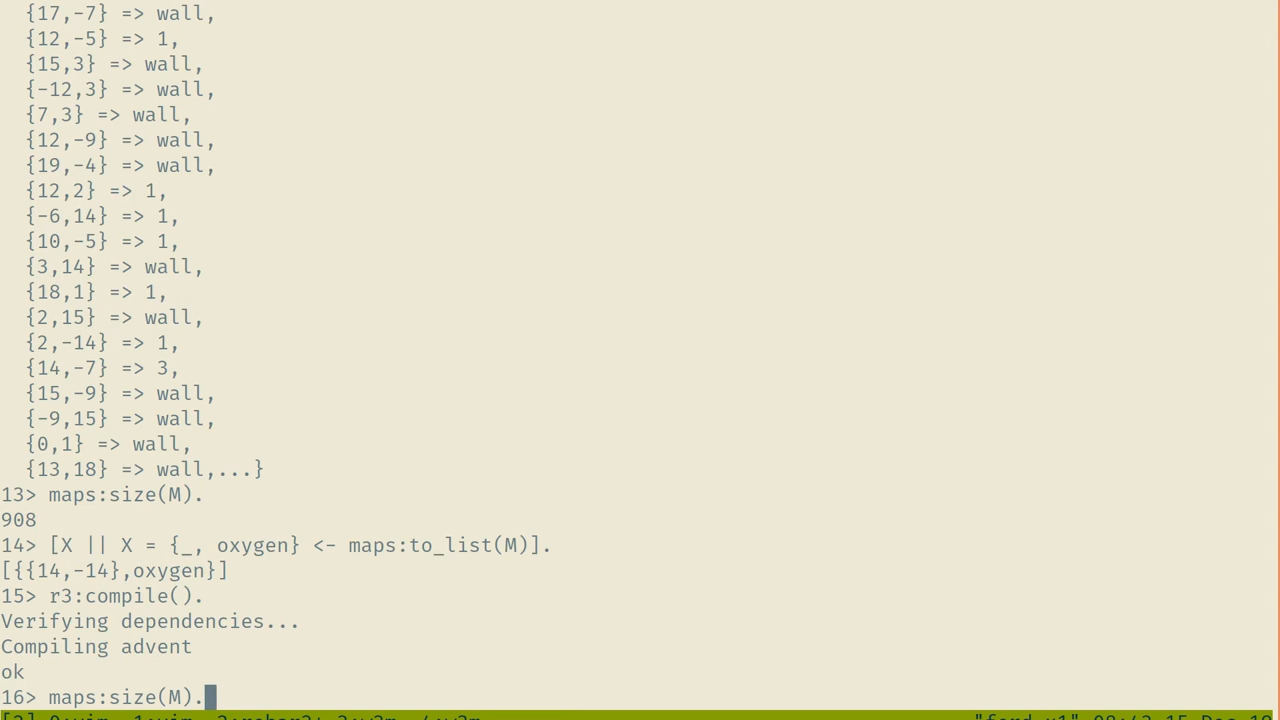 {17,-7} => wall,
{12,-5} => 1,
{15,3} => wall,
{-12,3} => wall,
{7,3} => wall,
{12,-9} => wall,
{19,-4} => wall,
{12,2} => 1,
{-6,14} => 1,
{10,-5} => 1,
{3,14} => wall,
{18,1} => 1,
{2,15} => wall,
{2,-14} => 1,
{14,-7} => 3,
{15,-9} => wall,
{-9,15} => wall,
{0,1} => wall,
{13,18} => wall,...}
13> maps:size(M).
908
14> [X || X = {_, oxygen} <- maps:to_list(M)].
[{{14,-14},oxygen}]
15> r3:compile().
Verifying dependencies...
Compiling advent
ok
16> maps:size(M).